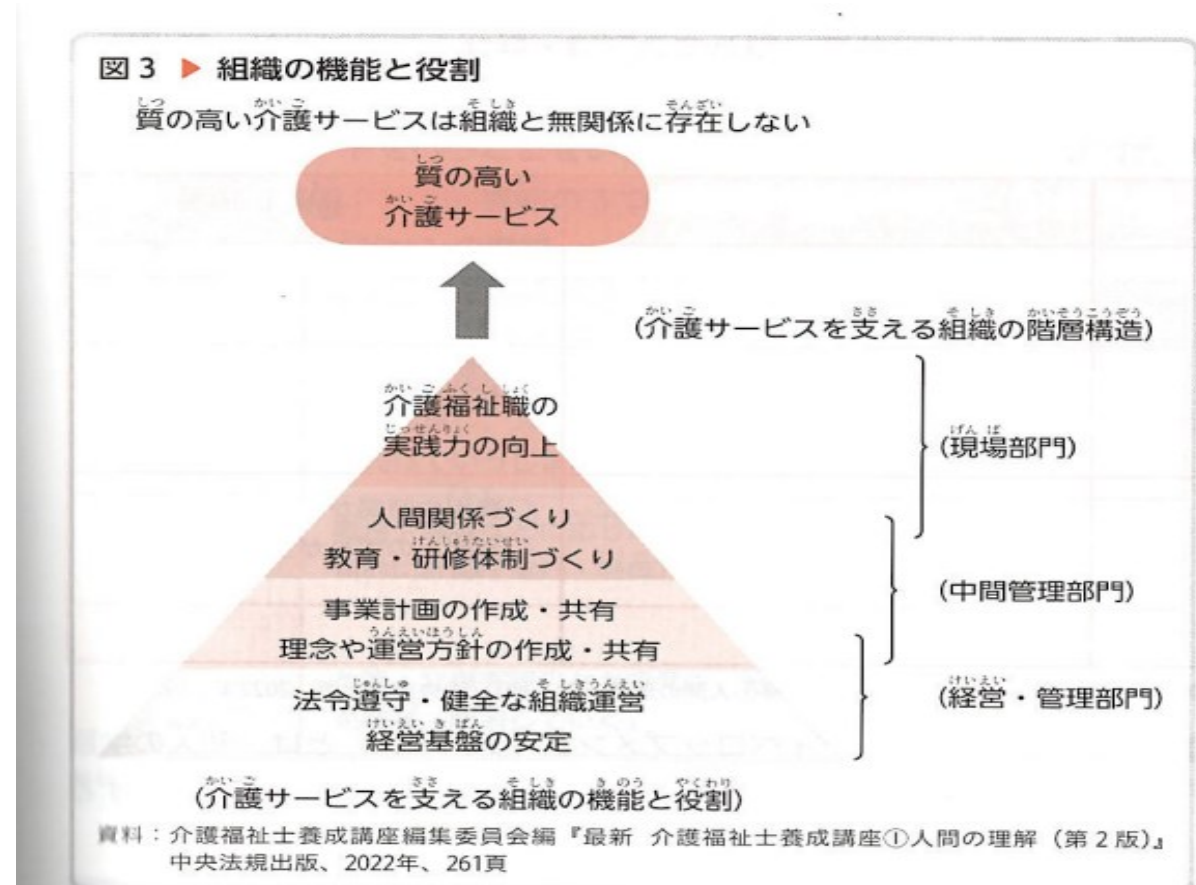 図3 ▶ 組織の機能と役割
質の高い介護サービスは組織と無関係に存在しない
質の高い
介護サービス
(介護サービスを支える組織の階層構造)
介護福祉職の
実践力の向上
(現場部門)
人間関係づくり
教育・研修体制づくり
(中間管理部門)
事業計画の作成・共有
理念や運営方針の作成・共有
(経営・管理部門)
法令遵守・健全な組織運営
経営基盤の安定
(介護サービスを支える組織の機能と役割)
資料：介護福祉士養成講座編集委員会編『最新 介護福祉士養成講座①人間の理解（第2版）』
中央法規出版、2022年、261頁